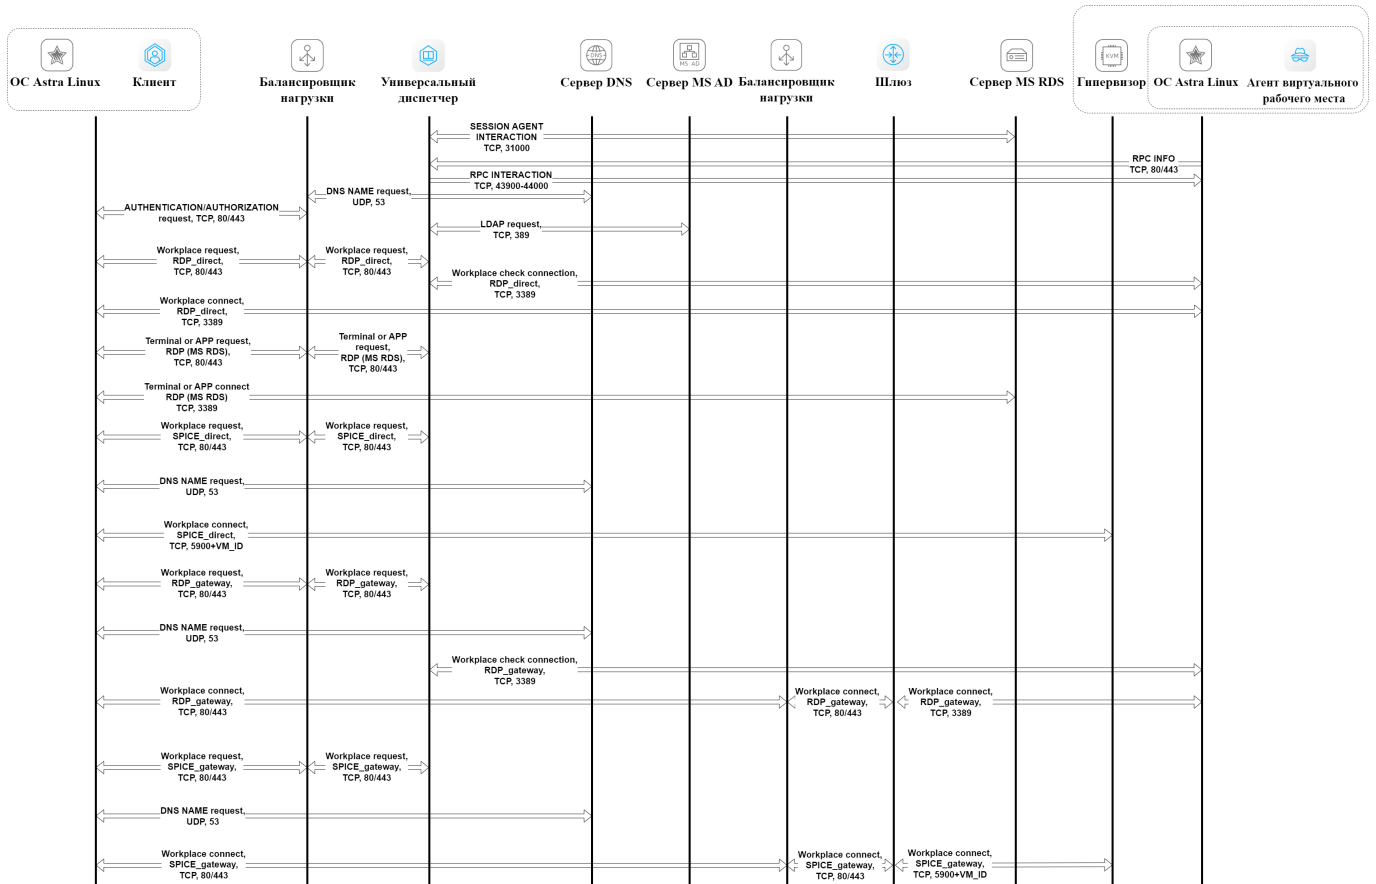 ОС Astra Linux
Клиент
Балансировщик
нагрузки
Универсальный
диспетчер
DNS
Сервер DNS
MS AD
Сервер MS AD
Балансировщик
нагрузки
Шлюз
Сервер MS RDS
KVM
Гипервизор
ОС Astra Linux
Агент виртуального
рабочего места
SESSION AGENT
INTERACTION
TCP, 31000
RPC INFO
TCP, 80/443
RPC INTERACTION
TCP, 43900-44000
DNS NAME request,
UDP, 53
AUTHENTICATION/AUTHORIZATION
request, TCP, 80/443
LDAP request,
TCP, 389
Workplace request,
RDP_direct,
TCP, 80/443
Workplace request,
RDP_direct,
TCP, 80/443
Workplace check connection,
RDP_direct,
TCP, 3389
Workplace connect,
RDP_direct,
TCP, 3389
Terminal or APP request,
RDP (MS RDS),
TCP, 80/443
Terminal or APP
request,
RDP (MS RDS),
TCP, 80/443
Terminal or APP connect
RDP (MS RDS)
TCP, 3389
Workplace request,
SPICE_direct,
TCP, 80/443
Workplace request,
SPICE_direct,
TCP, 80/443
DNS NAME request,
UDP, 53
Workplace connect,
SPICE_direct,
TCP, 5900+VM_ID
Workplace request,
RDP_gateway,
TCP, 80/443
Workplace request,
RDP_gateway,
TCP, 80/443
DNS NAME request,
UDP, 53
Workplace check connection,
RDP_gateway,
TCP, 3389
Workplace connect,
RDP_gateway,
TCP, 80/443
Workplace connect,
RDP_gateway,
TCP, 80/443
Workplace connect,
RDP_gateway,
TCP, 3389
Workplace request,
SPICE_gateway,
TCP, 80/443
Workplace request,
SPICE_gateway,
TCP, 80/443
DNS NAME request,
UDP, 53
Workplace connect,
SPICE_gateway,
TCP, 80/443
Workplace connect,
SPICE_gateway,
TCP, 80/443
Workplace connect,
SPICE_gateway,
TCP, 5900+VM_ID